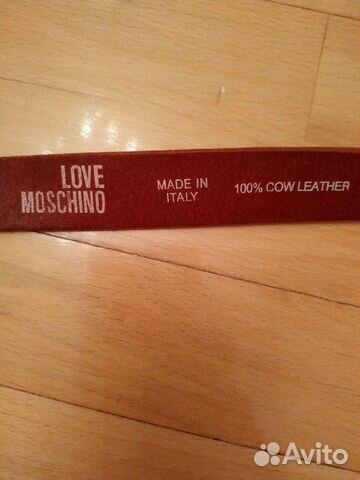 LOVE
MOSCHINO
MADE IN
ITALY
100% COW LEATHER
Avito